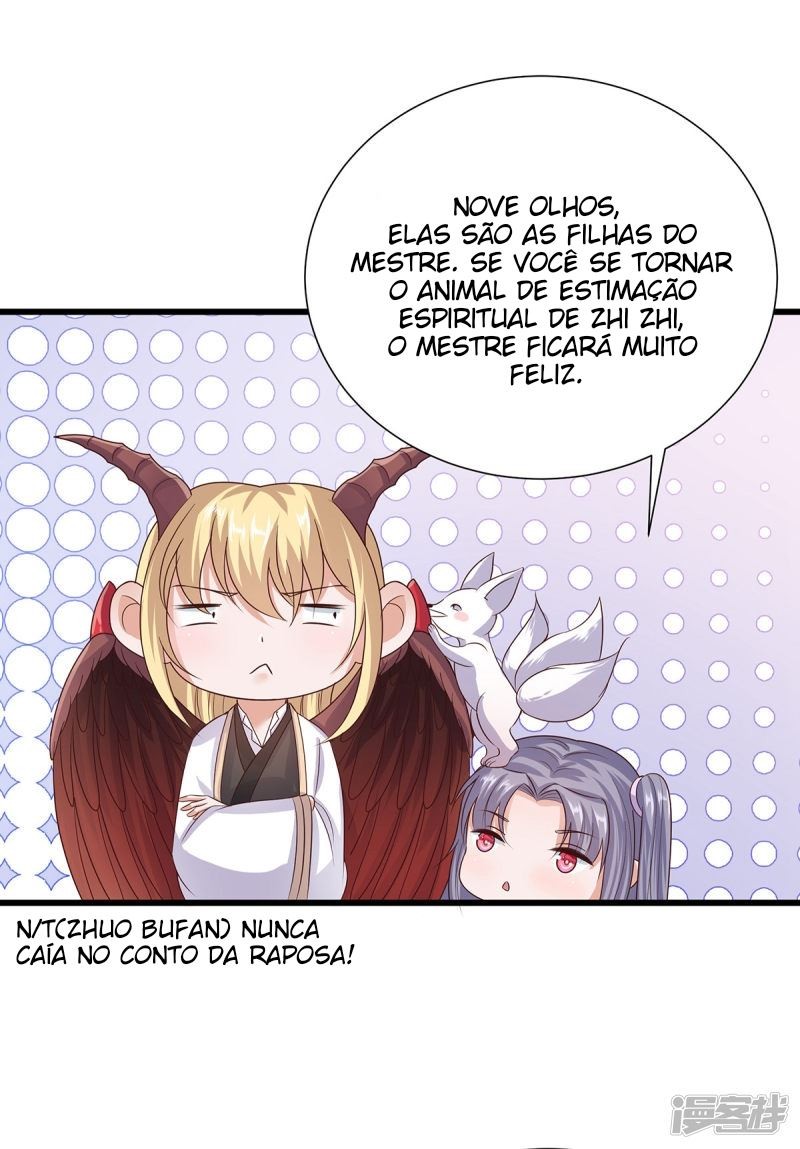 NOVE OLHOS,
ELAS SÃO AS FILHAS DO
MESTRE. SE VOCÊ SE TORNAR
O ANIMAL DE ESTIMAÇÃO
ESPIRITUAL DE ZHI ZHI,
O MESTRE FICARÁ MUITO
FELIZ.
N/T(ZHUO BUFAN) NUNCA
CAÍA NO CONTO DA RAPOSA!
漫客栈